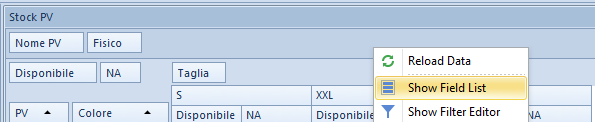 Stock PV
Nome PV Fisico
Reload Data
Disponibile NA Taglia
Show Field List
S XXL
Show Filter Editor
PV Colore Disponibile NA Disponibile NA